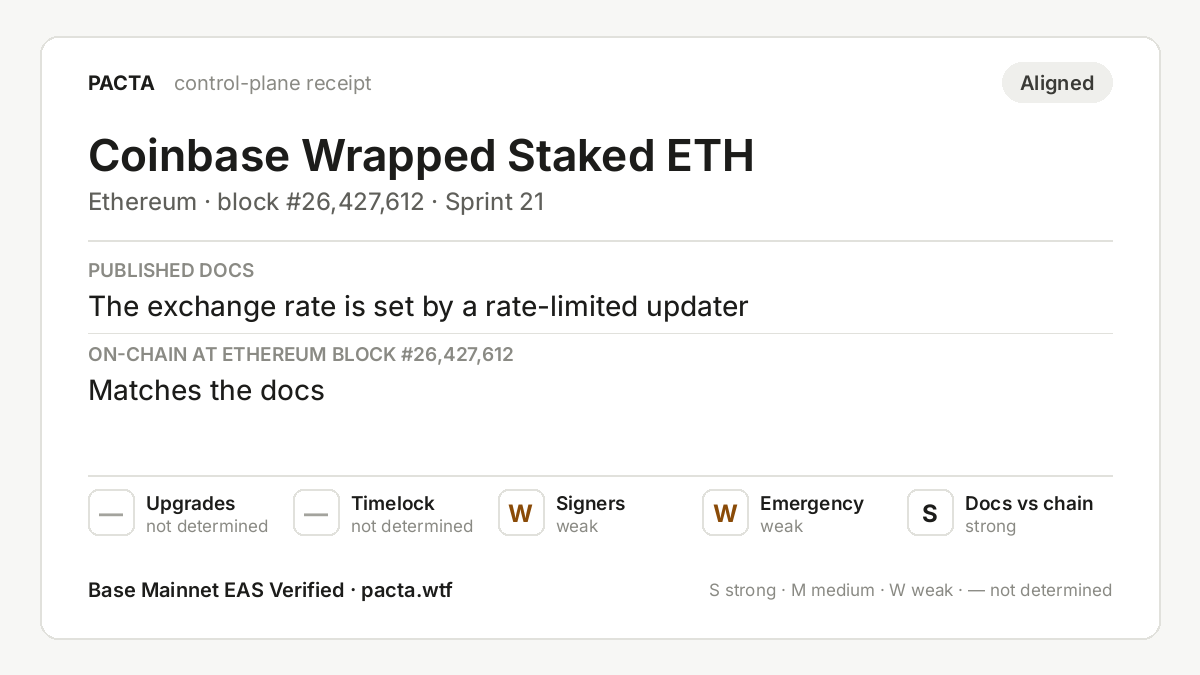 PACTA control-plane receipt Aligned
Coinbase Wrapped Staked ETH
Ethereum · block #26,427,612 · Sprint 21
PUBLISHED DOCS
The exchange rate is set by a rate-limited updater
ON-CHAIN AT ETHEREUM BLOCK #26,427,612
Matches the docs
— Upgrades not determined
— Timelock not determined
W Signers weak
W Emergency weak
S Docs vs chain strong
Base Mainnet EAS Verified · pacta.wtf
S strong · M medium · W weak · — not determined